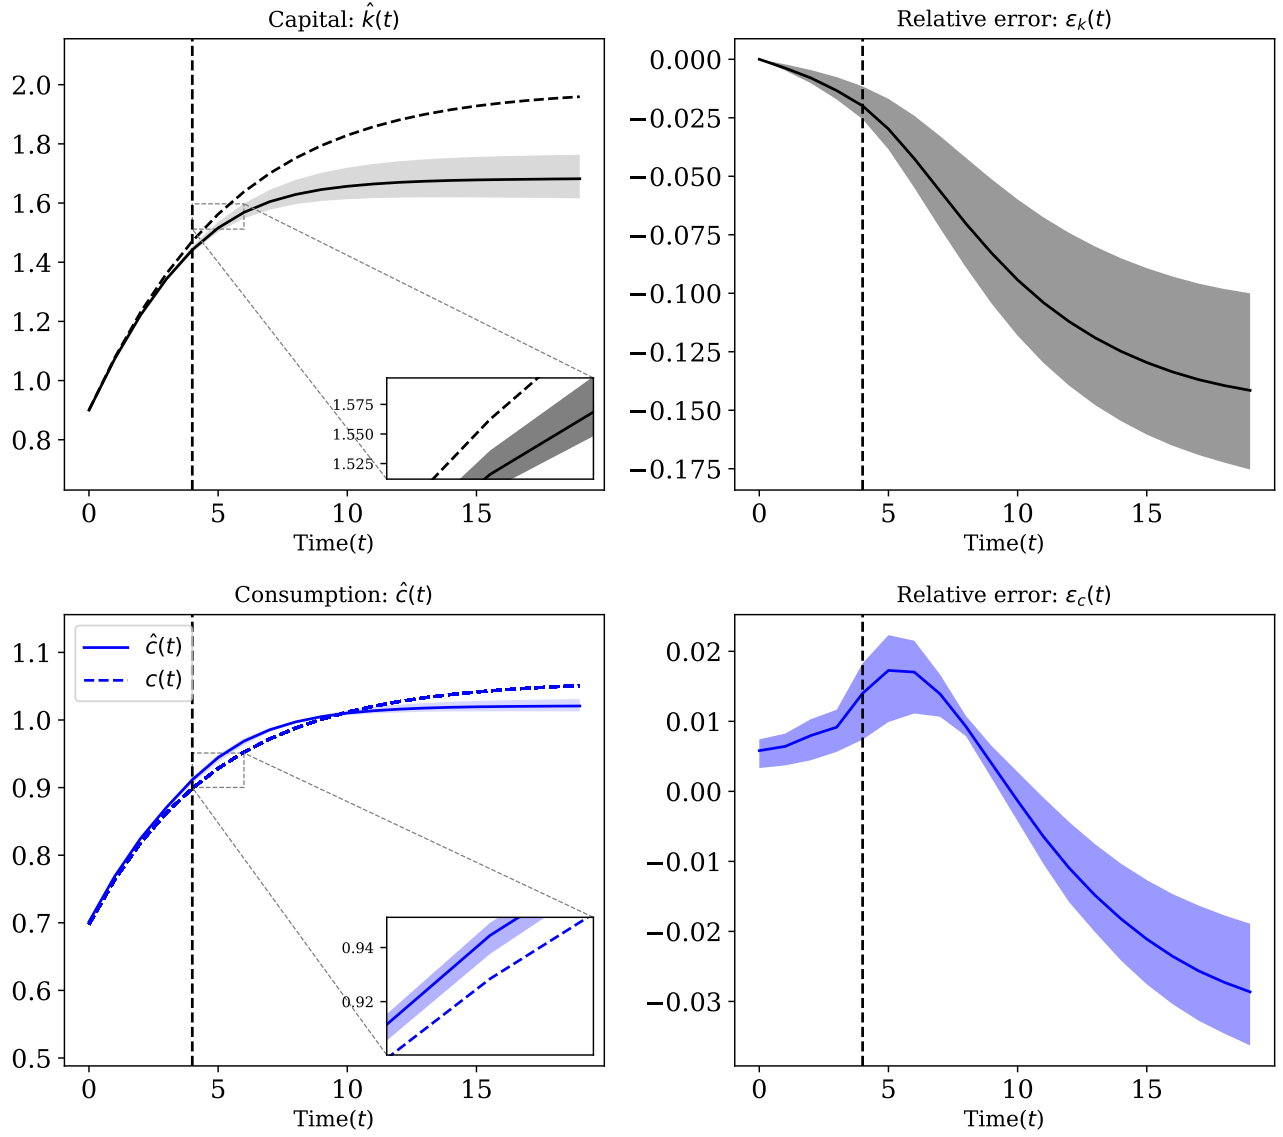 Capital: k̂(t)
2.0
1.8
1.6
1.4
1.2
1.0
0.8
1.575
1.550
1.525
0 5 10 15
Time(t)
Relative error: ε_k(t)
0.000
−0.025
−0.050
−0.075
−0.100
−0.125
−0.150
−0.175
0 5 10 15
Time(t)
Consumption: ĉ(t)
ĉ(t)
c(t)
1.1
1.0
0.9
0.8
0.7
0.6
0.5
0.94
0.92
0 5 10 15
Time(t)
Relative error: ε_c(t)
0.02
0.01
0.00
−0.01
−0.02
−0.03
0 5 10 15
Time(t)